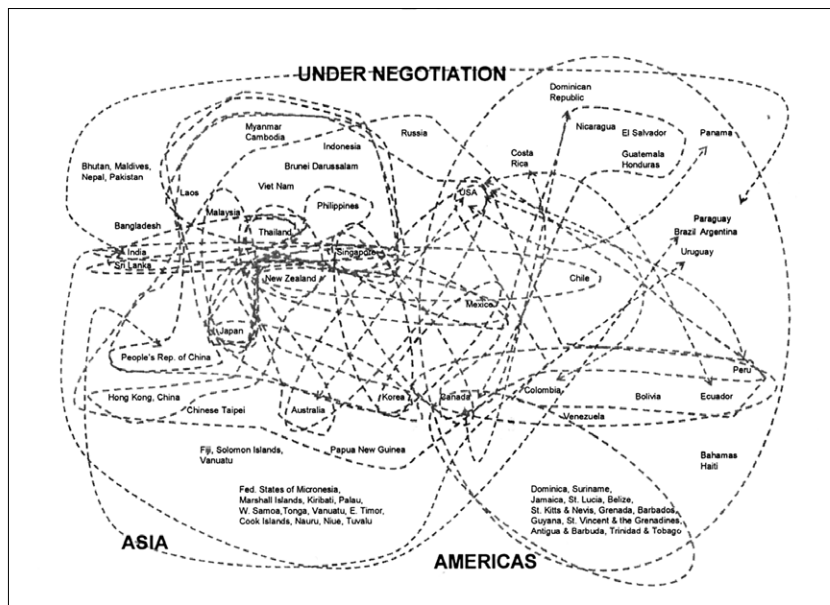 UNDER NEGOTIATION
Dominican
Republic
Myanmar
Cambodia
Russia
Nicaragua
El Salvador
Panama
Indonesia
Costa
Rica
Guatemala
Honduras
Brunei Darussalam
Bhutan, Maldives,
Nepal, Pakistan
Laos
Viet Nam
Philippines
USA
Malaysia
Paraguay
Bangladesh
Thailand
Brazil
Argentina
India
Singapore
Uruguay
Sri Lanka
New Zealand
Chile
Mexico
Japan
People's Rep. of China
Peru
Hong Kong, China
Korea
Canada
Colombia
Bolivia
Ecuador
Chinese Taipei
Australia
Venezuela
Fiji, Solomon Islands,
Vanuatu
Papua New Guinea
Bahamas
Haiti
Fed. States of Micronesia,
Marshall Islands, Kiribati, Palau,
W. Samoa,Tonga, Vanuatu, E. Timor,
Cook Islands, Nauru, Niue, Tuvalu
Dominica, Suriname,
Jamaica, St. Lucia, Belize,
St. Kitts & Nevis, Grenada, Barbados,
Guyana, St. Vincent & the Grenadines,
Antigua & Barbuda, Trinidad & Tobago
ASIA
AMERICAS